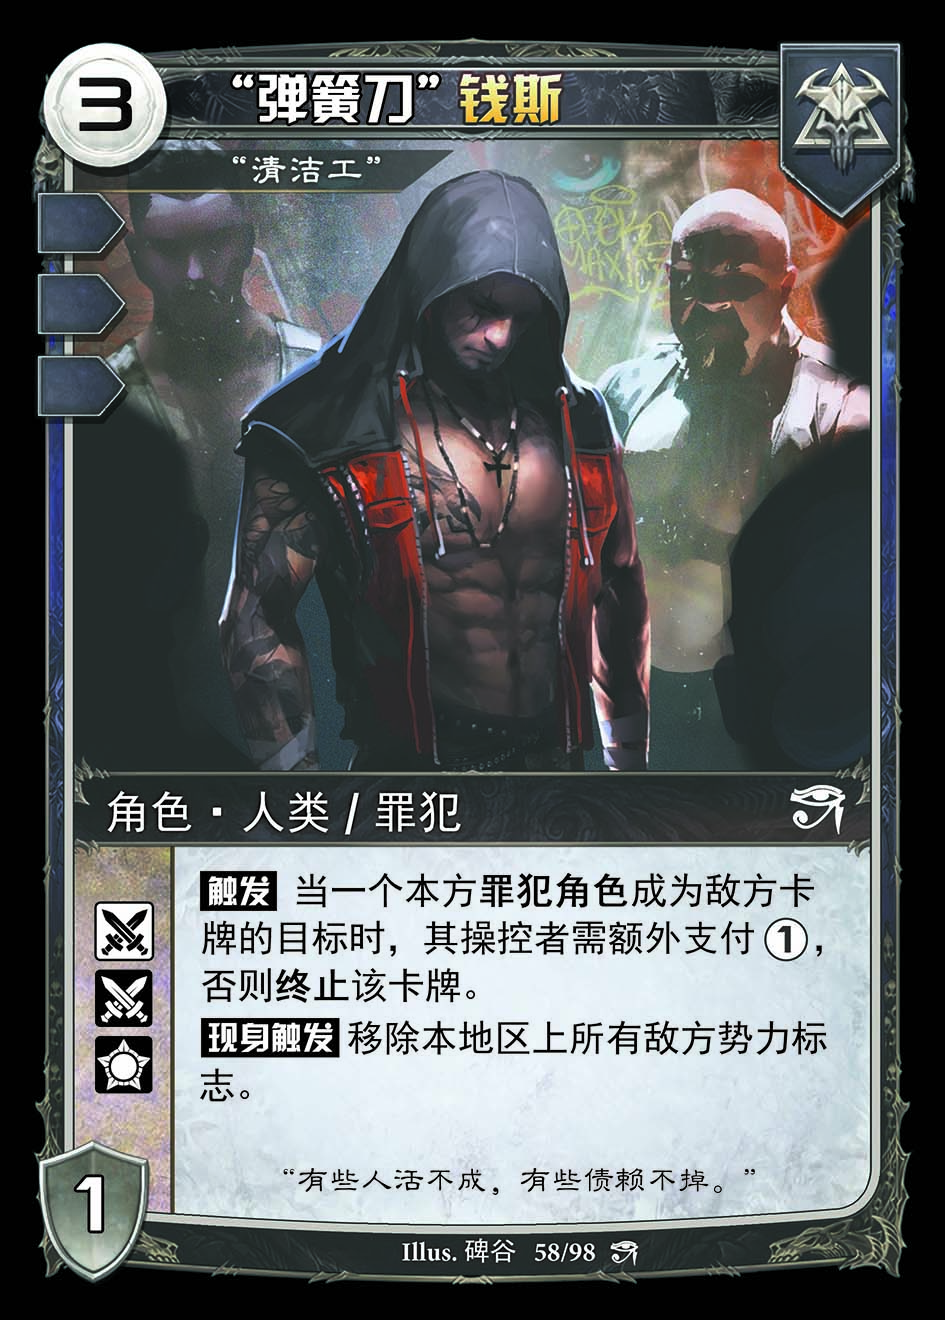 3
“弹簧刀” 钱斯
“清洁工”
角色·人类 / 罪犯
触发 当一个本方罪犯角色成为敌方卡
牌的目标时，其操控者需额外支付①，
否则终止该卡牌。
现身触发 移除本地区上所有敌方势力标
志。
“有些人活不成，有些债赖不掉。”
1
Illus. 碑谷 58/98